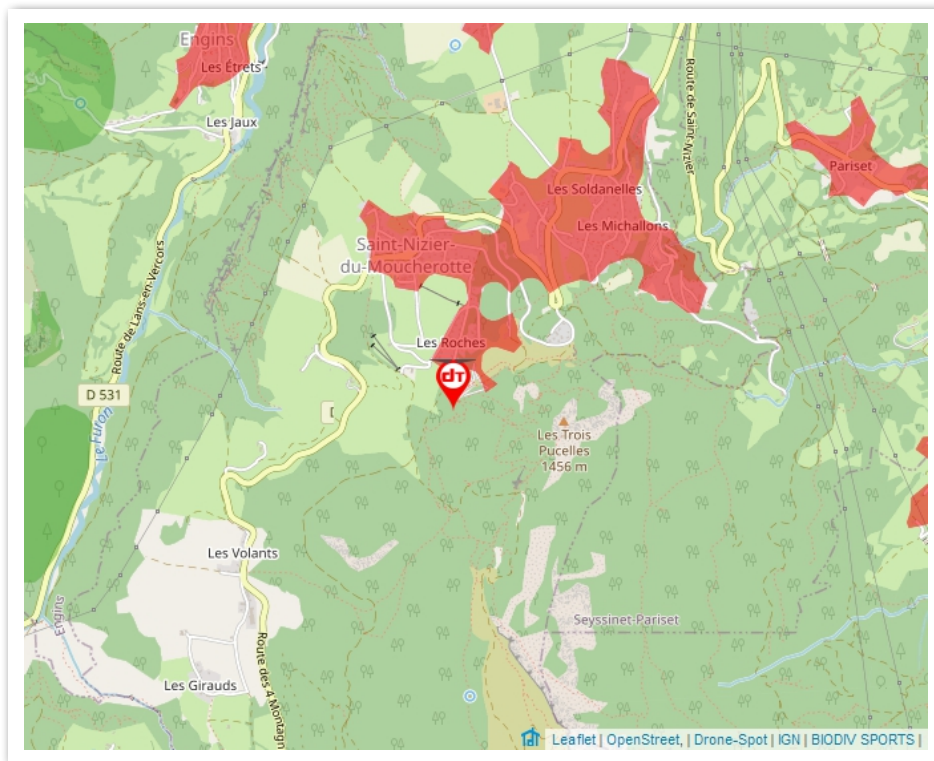 Engins
Les Étrets
Les Jaux
Route de Saint-Nizier
Pariset
Les Soldanelles
Les Michallons
Saint-Nizier-
du-Moucherotte
Route de Lans-en-Vercors
Les Roches
dt
D 531
Le Furon
Les Trois
Pucelles
1456 m
Les Volants
Engins
Seyssinet-Pariset
Route des 4 Montagn
Les Girauds
Leaflet | OpenStreet, | Drone-Spot | IGN | BIODIV SPORTS |